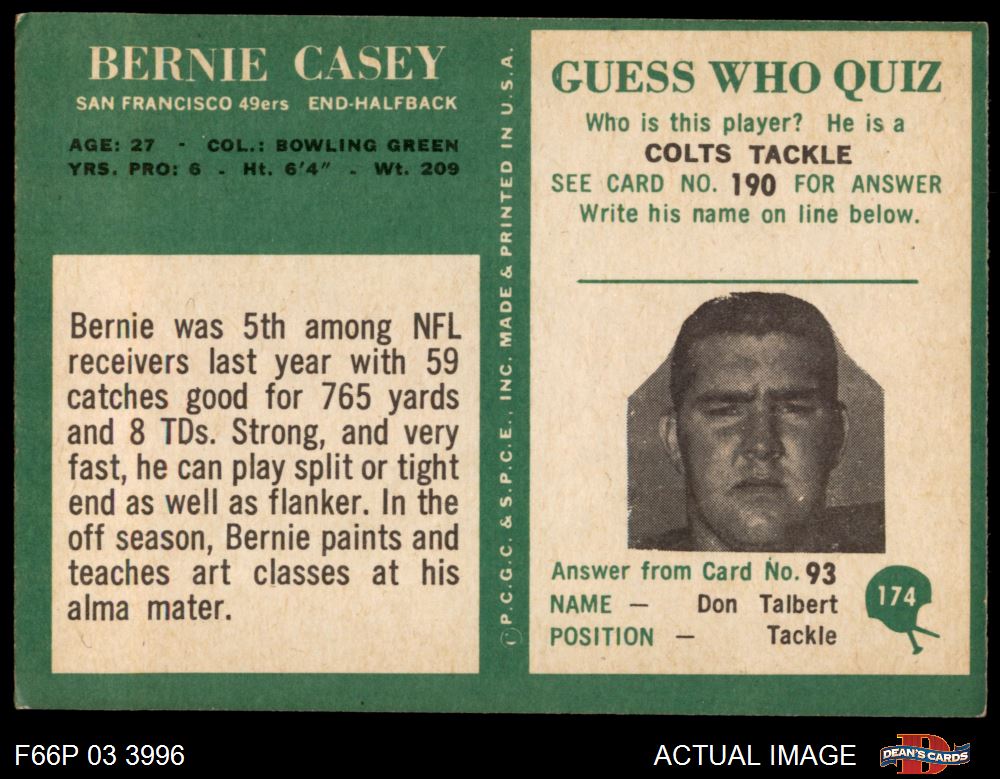 BERNIE CASEY
SAN FRANCISCO 49ers END-HALFBACK
AGE: 27 - COL.: BOWLING GREEN
YRS. PRO: 6 - Ht. 6'4" - Wt. 209
Bernie was 5th among NFL
receivers last year with 59
catches good for 765 yards
and 8 TDs. Strong, and very
fast, he can play split or tight
end as well as flanker. In the
off season, Bernie paints and
teaches art classes at his
alma mater.
©P.C.G.C. & S.P.C.E., INC. MADE & PRINTED IN U.S.A.
GUESS WHO QUIZ
Who is this player? He is a
COLTS TACKLE
SEE CARD NO. 190 FOR ANSWER
Write his name on line below.
Answer from Card No. 93
NAME — Don Talbert
POSITION — Tackle
174
F66P 03 3996
ACTUAL IMAGE
DEAN'S CARDS